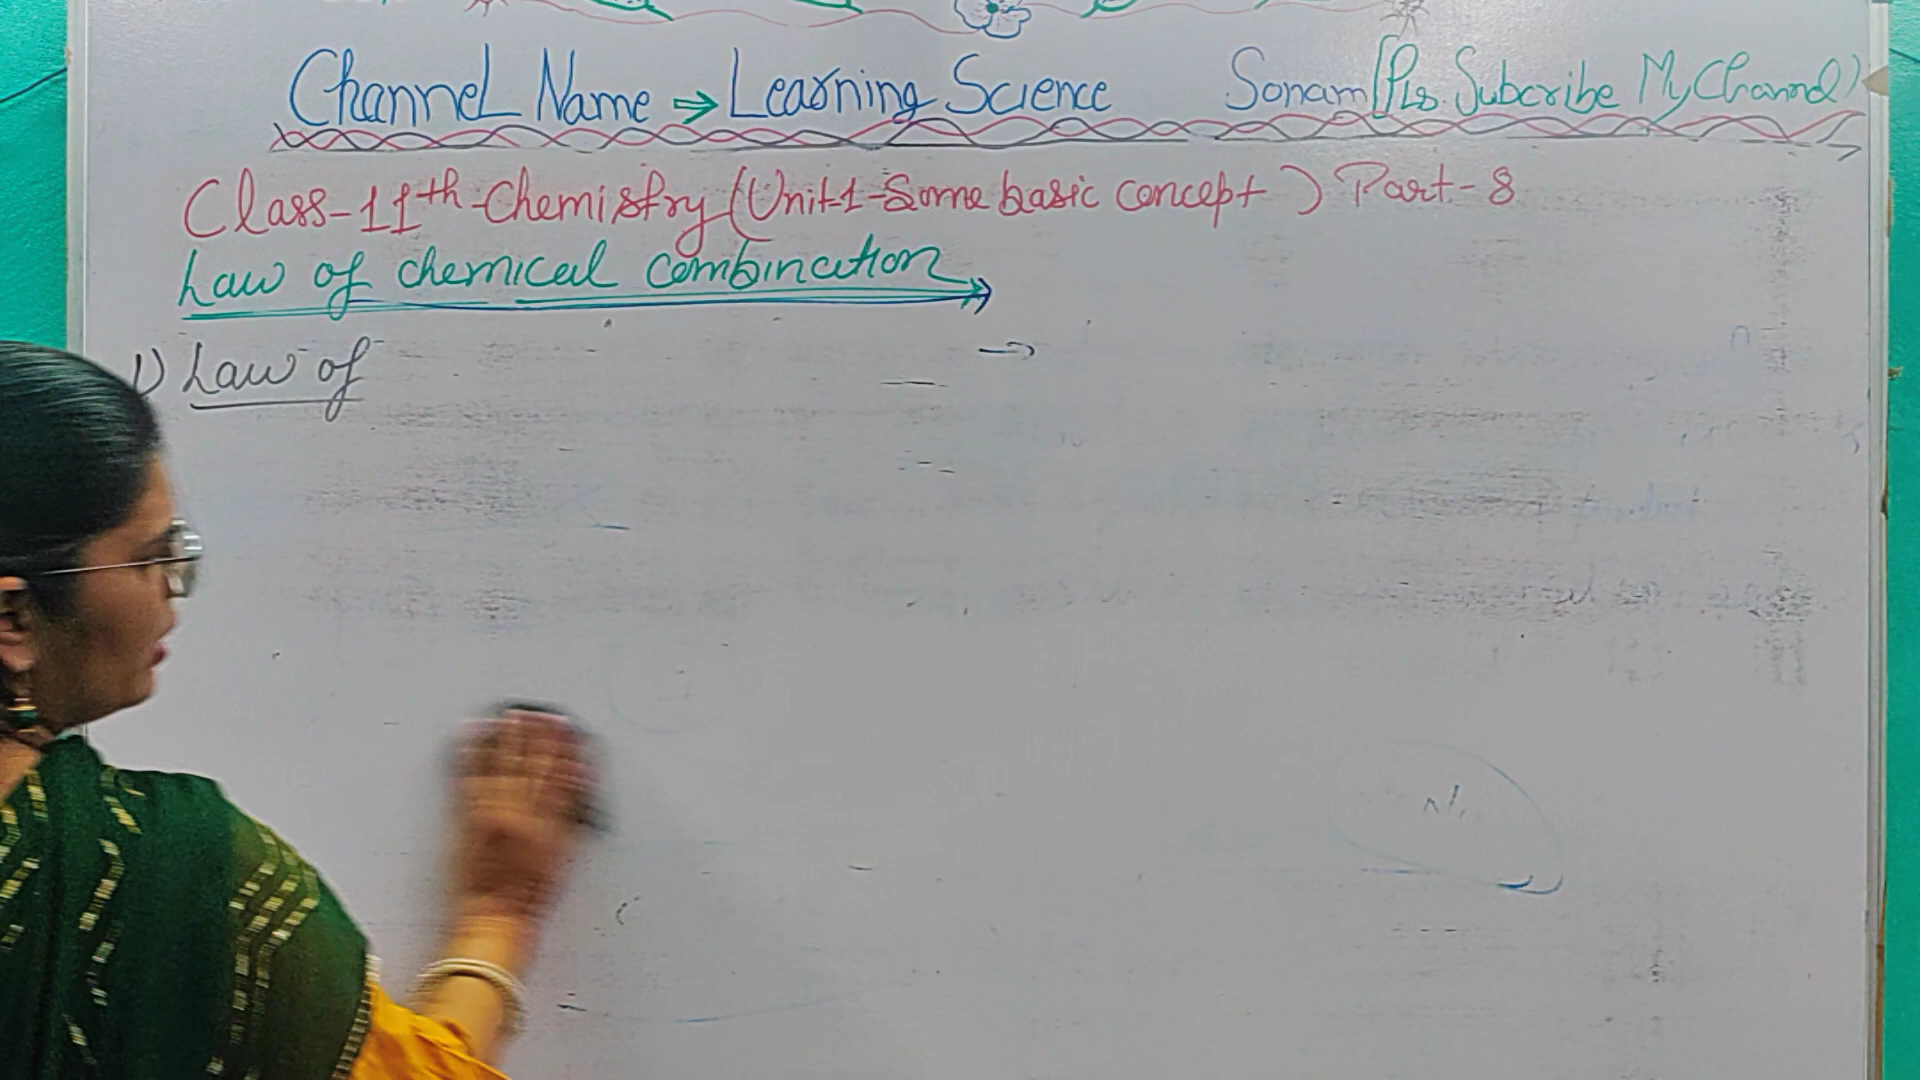 Channel Name ⇒ Learning Science Sonam (Pls. Subcribe My Channel)
Class-11th Chemistry (Unit-1-Some basic concept) Part-8
Law of chemical combination
1) Law of